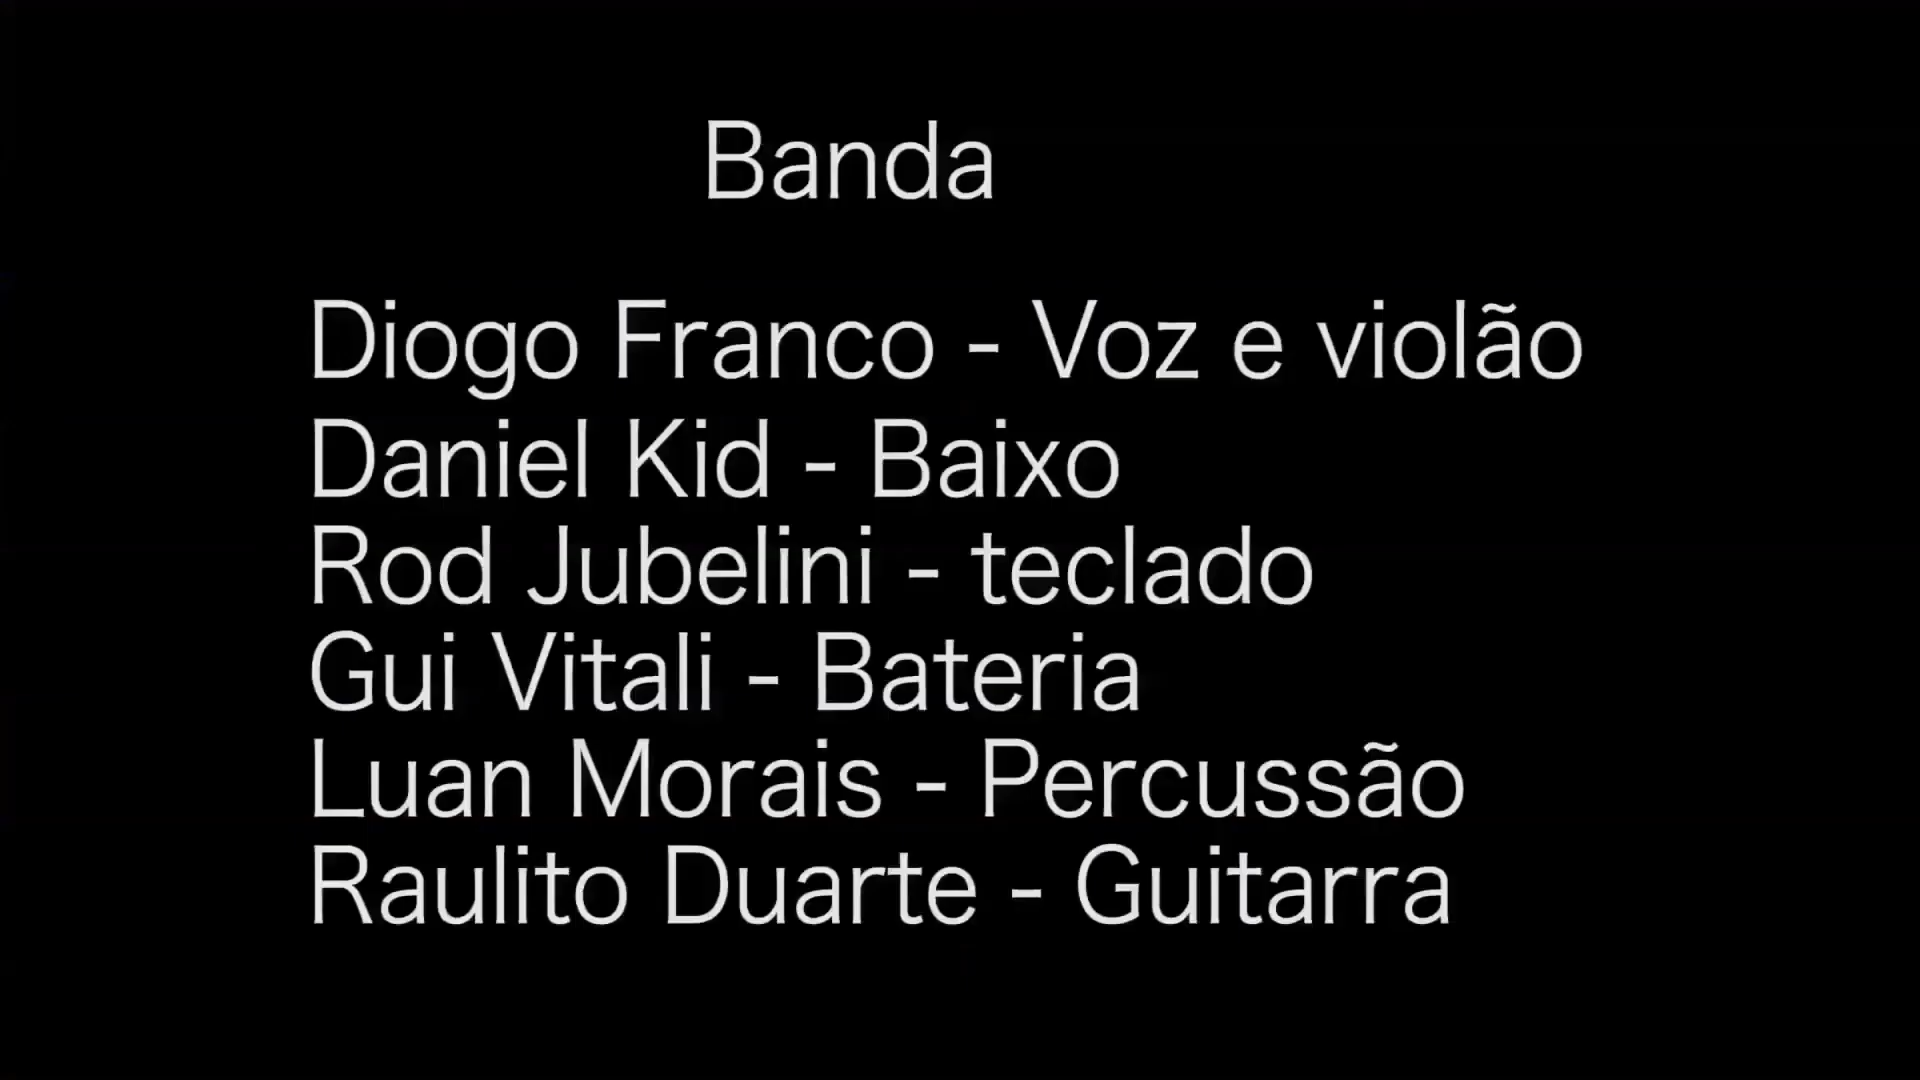 Banda
Diogo Franco - Voz e violão
Daniel Kid - Baixo
Rod Jubelini - teclado
Gui Vitali - Bateria
Luan Morais - Percussão
Raulito Duarte - Guitarra